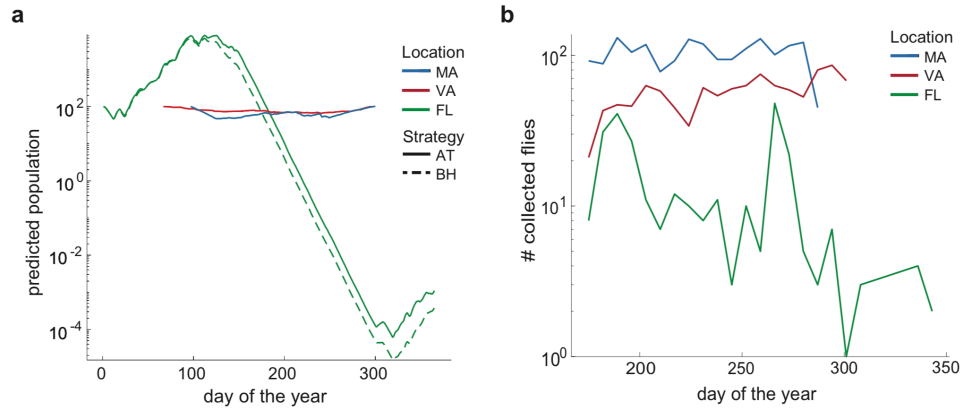 a
predicted population
10^2
10^0
10^-2
10^-4
0
100
200
300
day of the year
Location
MA
VA
FL
Strategy
AT
BH
b
# collected flies
10^2
10^1
10^0
200
250
300
350
day of the year
Location
MA
VA
FL